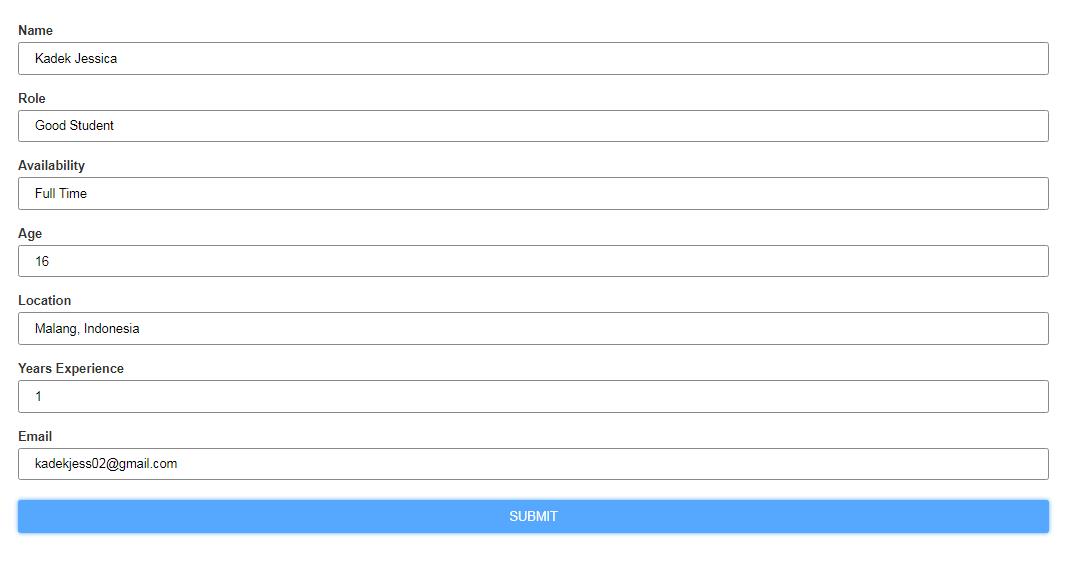 Name
Kadek Jessica
Role
Good Student
Availability
Full Time
Age
16
Location
Malang, Indonesia
Years Experience
1
Email
kadekjess02@gmail.com
SUBMIT